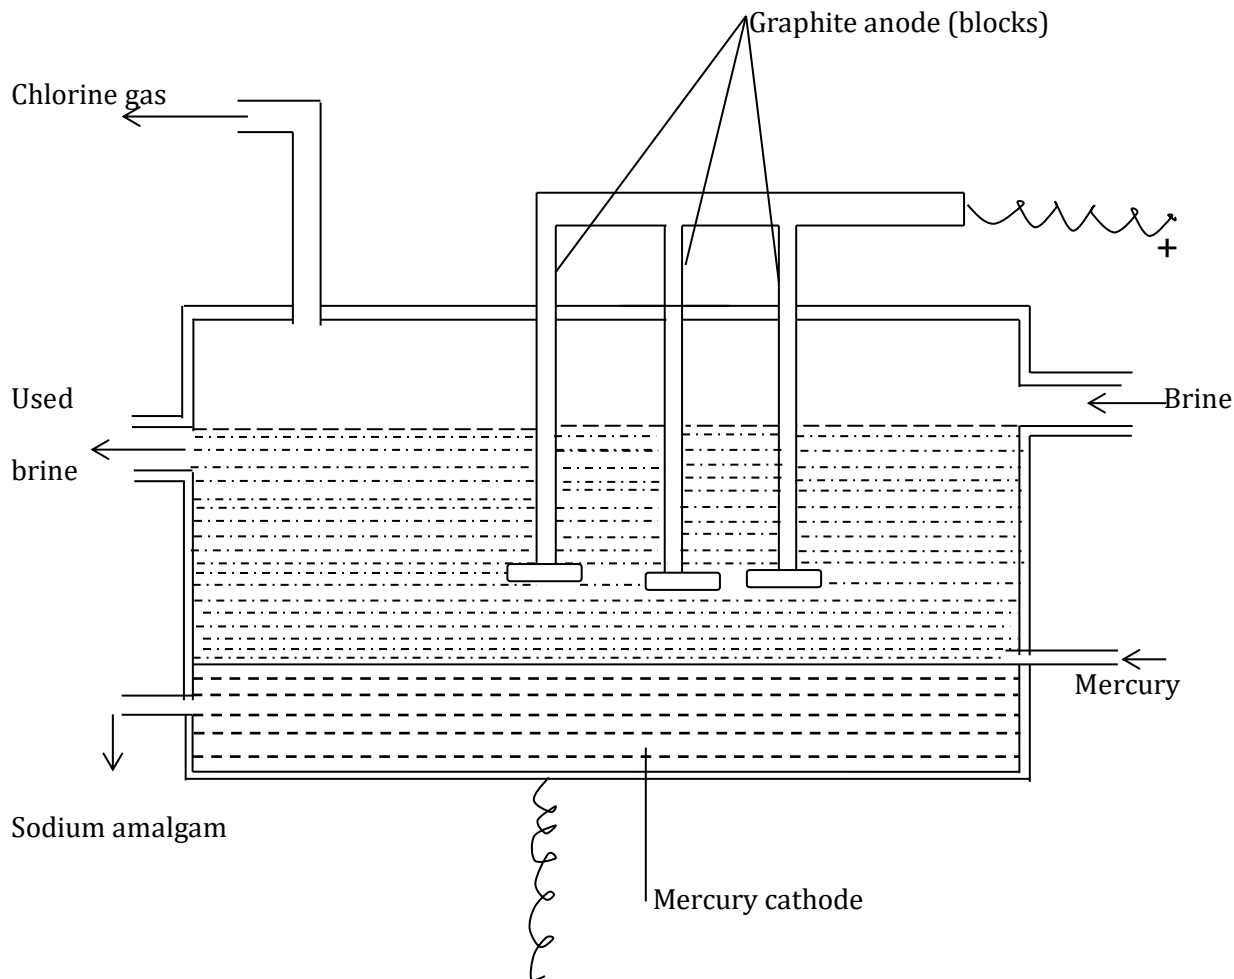 Graphite anode (blocks)
Chlorine gas
+
Used
Brine
brine
Mercury
Sodium amalgam
Mercury cathode